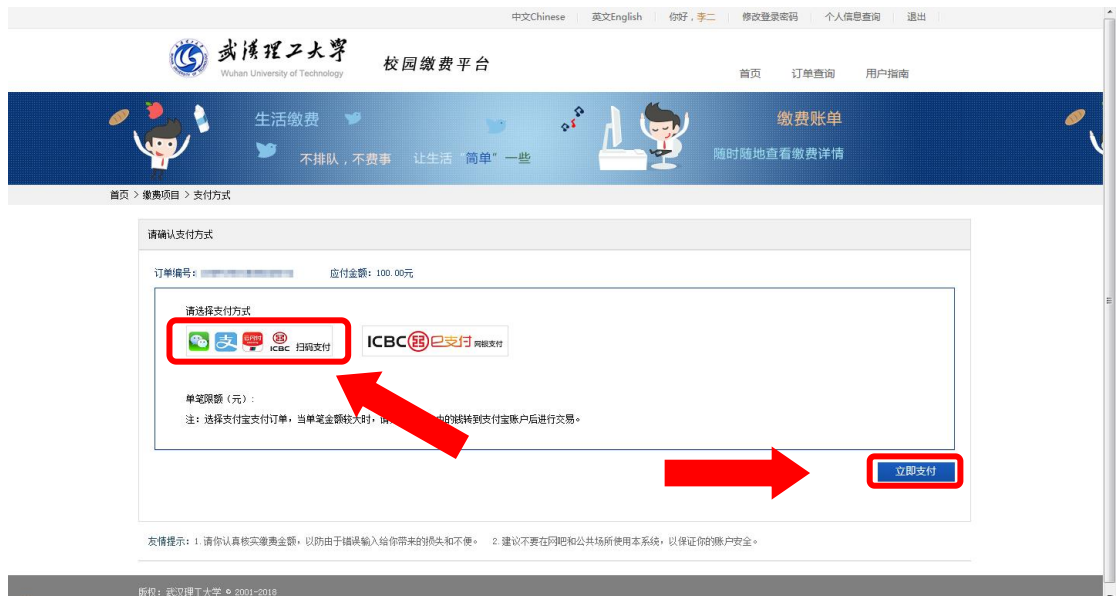 中文Chinese 英文English 你好，李二 修改登录密码 个人信息查询 退出
武汉理工大学
Wuhan University of Technology
校园缴费平台
首页 订单查询 用户指南
生活缴费
不排队，不费事 让生活“简单”一些
缴费账单
随时随地查看缴费详情
首页 > 缴费项目 > 支付方式
请确认支付方式
订单编号： 应付金额：100.00元
请选择支付方式
支 ICBC 扫码支付 ICBC e支付 网银支付
单笔限额（元）：
注：选择支付宝支付订单，当单笔金额较大时，请 的钱转到支付宝账户后进行交易。
立即支付
友情提示：1.请你认真核实缴费金额，以防由于错误输入给你带来的损失和不便。 2.建议不要在网吧和公共场所使用本系统，以保证你的账户安全。
版权：武汉理工大学 © 2001-2018